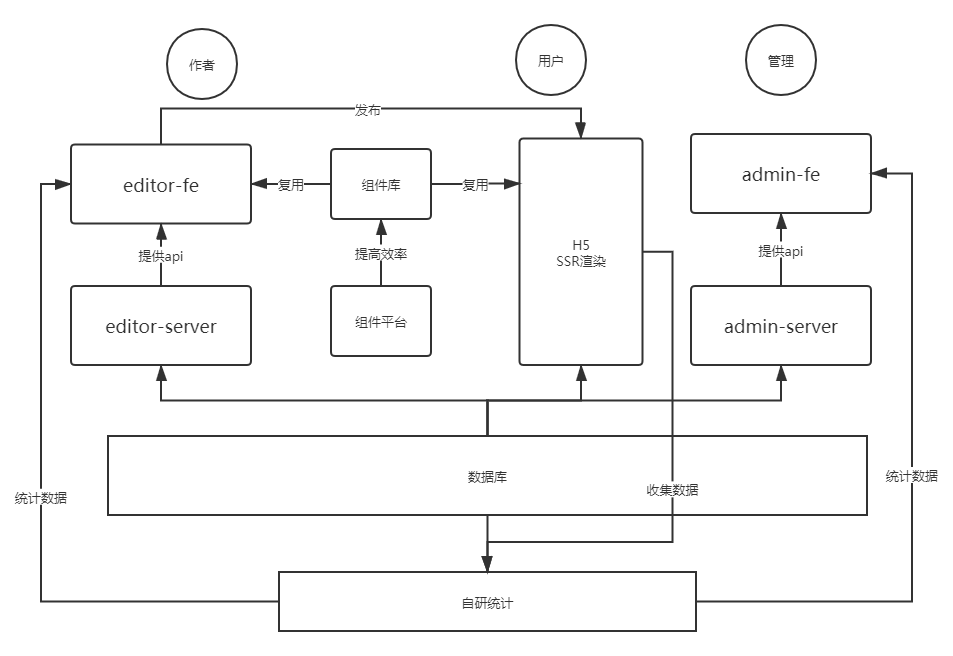 作者
用户
管理
发布
editor-fe
复用
组件库
复用
admin-fe
提供api
提高效率
H5
SSR渲染
提供api
editor-server
组件平台
admin-server
数据库
统计数据
收集数据
统计数据
自研统计